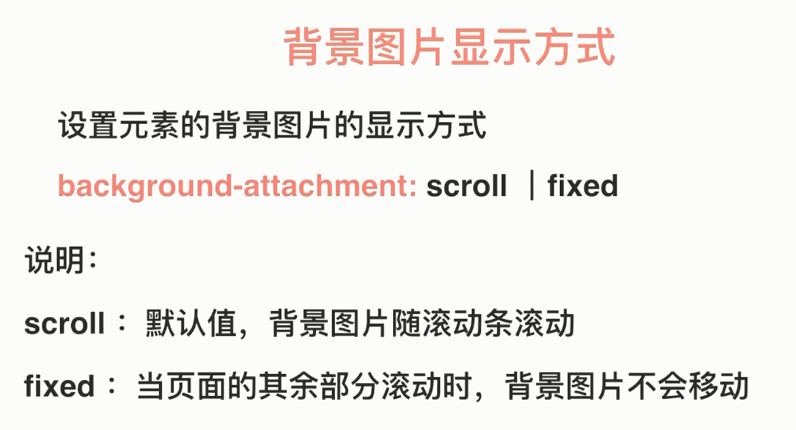 背景图片显示方式
设置元素的背景图片的显示方式
background-attachment: scroll ｜fixed
说明：
scroll： 默认值，背景图片随滚动条滚动
fixed： 当页面的其余部分滚动时，背景图片不会移动